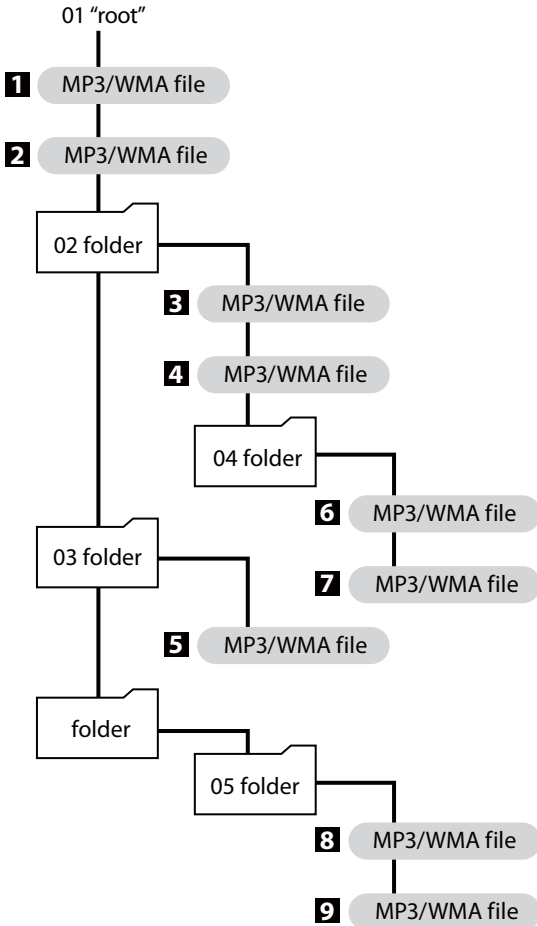 01 “root”
1 MP3/WMA file
2 MP3/WMA file
02 folder
3 MP3/WMA file
4 MP3/WMA file
04 folder
6 MP3/WMA file
03 folder
7 MP3/WMA file
5 MP3/WMA file
folder
05 folder
8 MP3/WMA file
9 MP3/WMA file